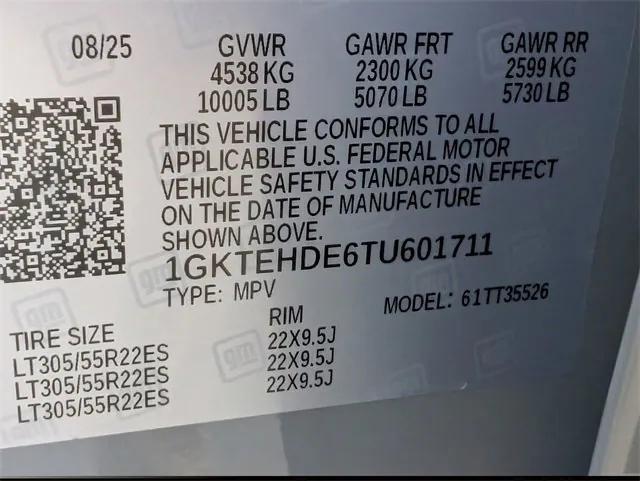 08/25 GVWR GAWR FRT GAWR RR
4538 KG 2300 KG 2599 KG
10005 LB 5070 LB 5730 LB
THIS VEHICLE CONFORMS TO ALL
APPLICABLE U.S. FEDERAL MOTOR
VEHICLE SAFETY STANDARDS IN EFFECT
ON THE DATE OF MANUFACTURE
SHOWN ABOVE.
1GKTEHDE6TU601711
TYPE: MPV MODEL: 61TT35526
TIRE SIZE RIM
LT305/55R22ES 22X9.5J
LT305/55R22ES 22X9.5J
LT305/55R22ES 22X9.5J
gm